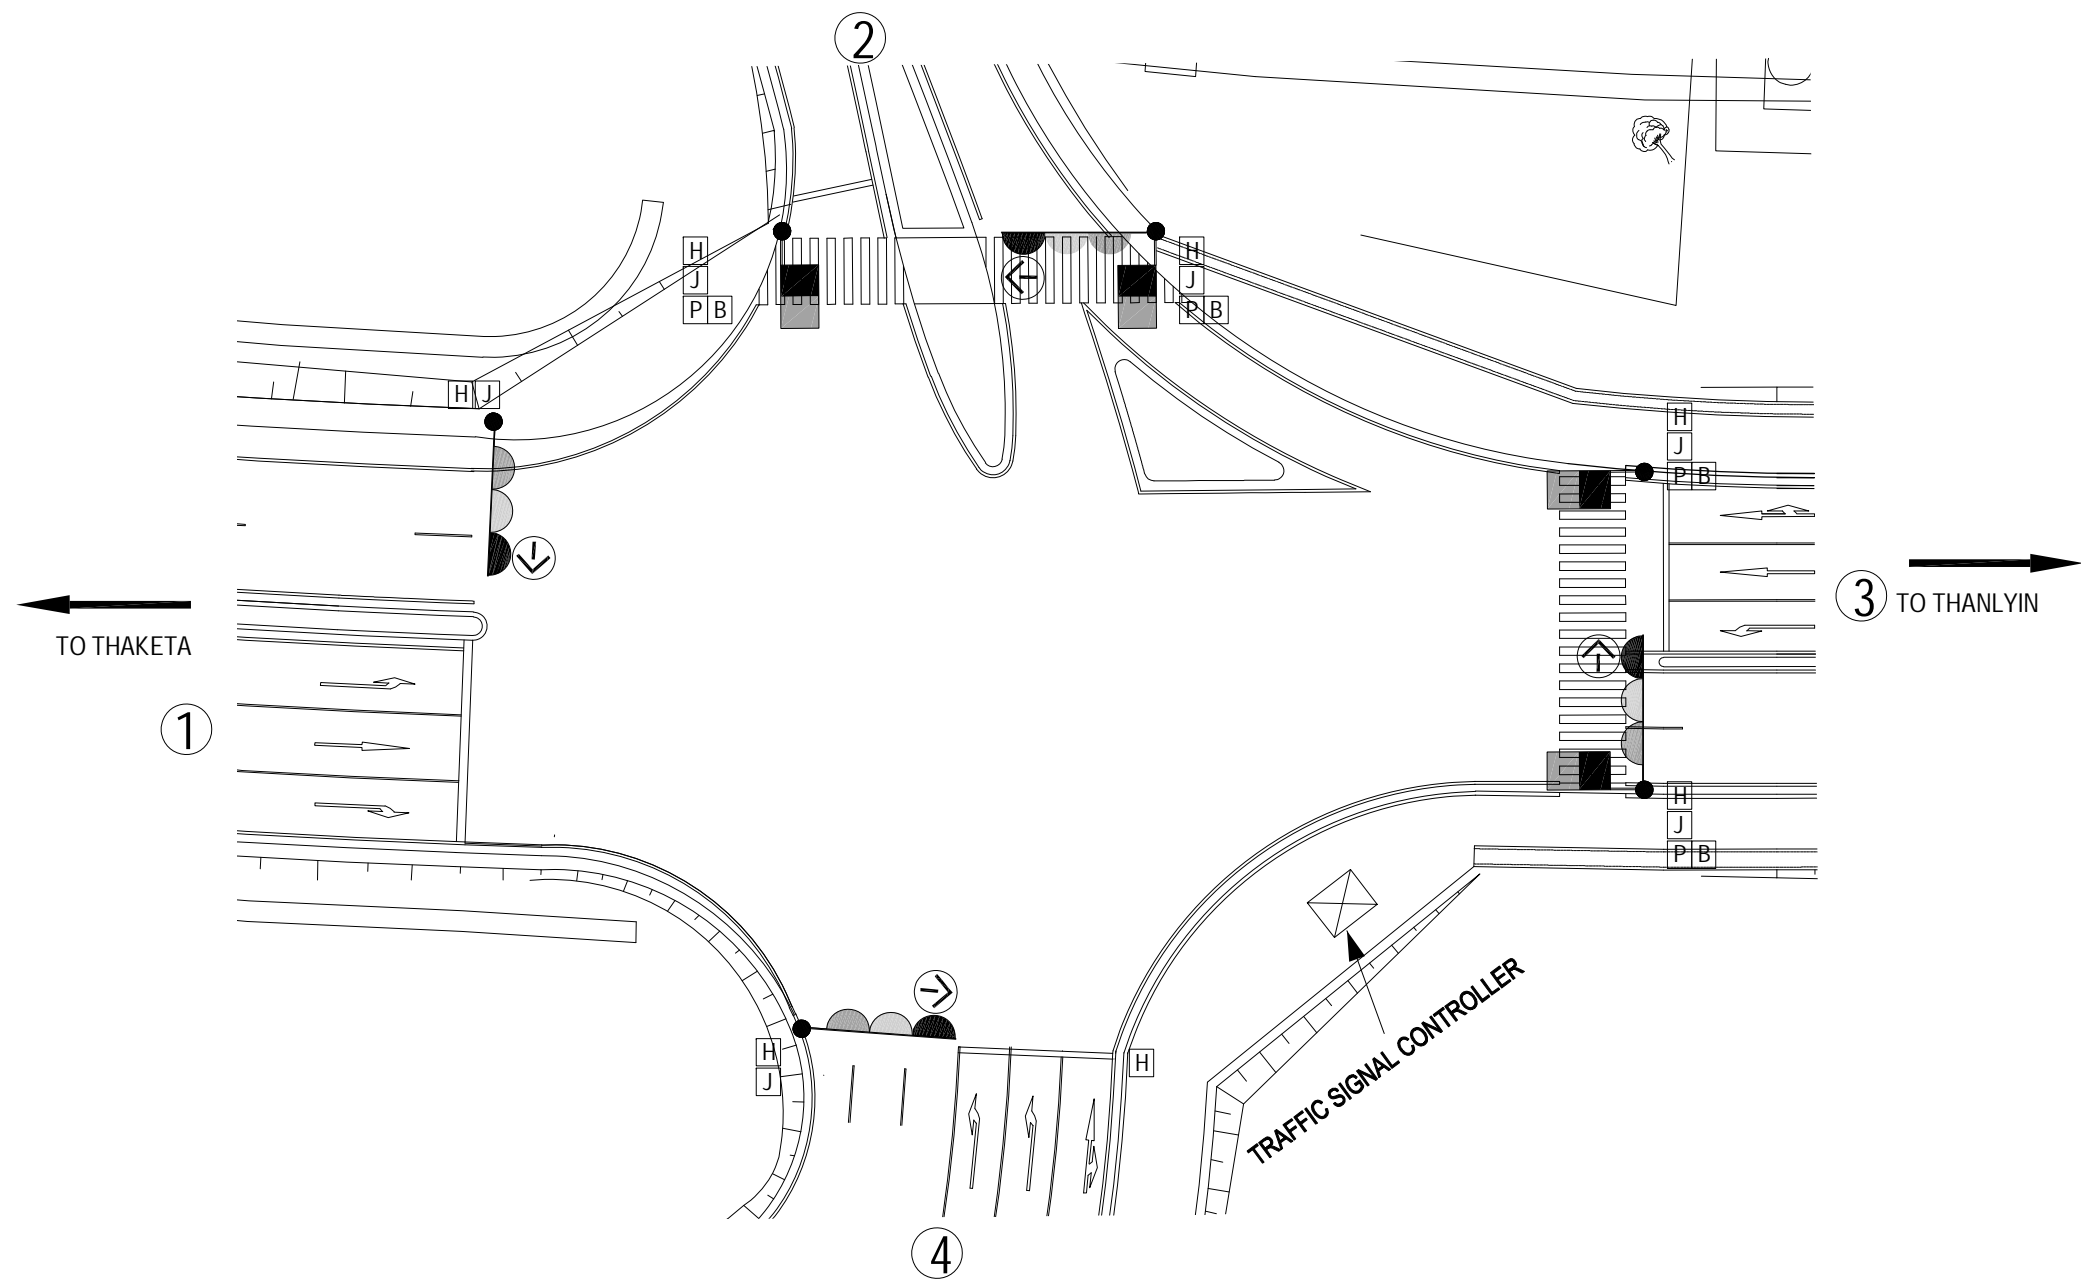 2
H
J
P B
H
J
P B
H J
H
J
P B
3 TO THANLYIN
TO THAKETA
1
H
J
P B
TRAFFIC SIGNAL CONTROLLER
H
J
H
4